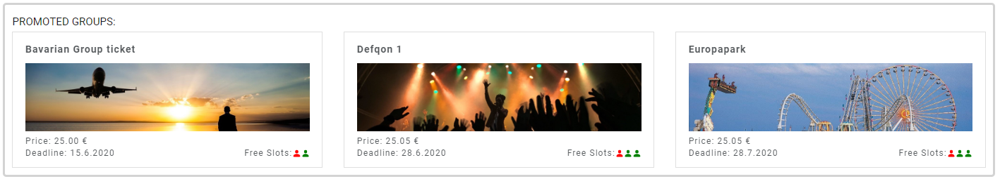 PROMOTED GROUPS:
Bavarian Group ticket
Price: 25.00 €
Deadline: 15.6.2020
Free Slots:
Defqon 1
Price: 25.05 €
Deadline: 28.6.2020
Free Slots:
Europapark
Price: 25.05 €
Deadline: 28.7.2020
Free Slots: